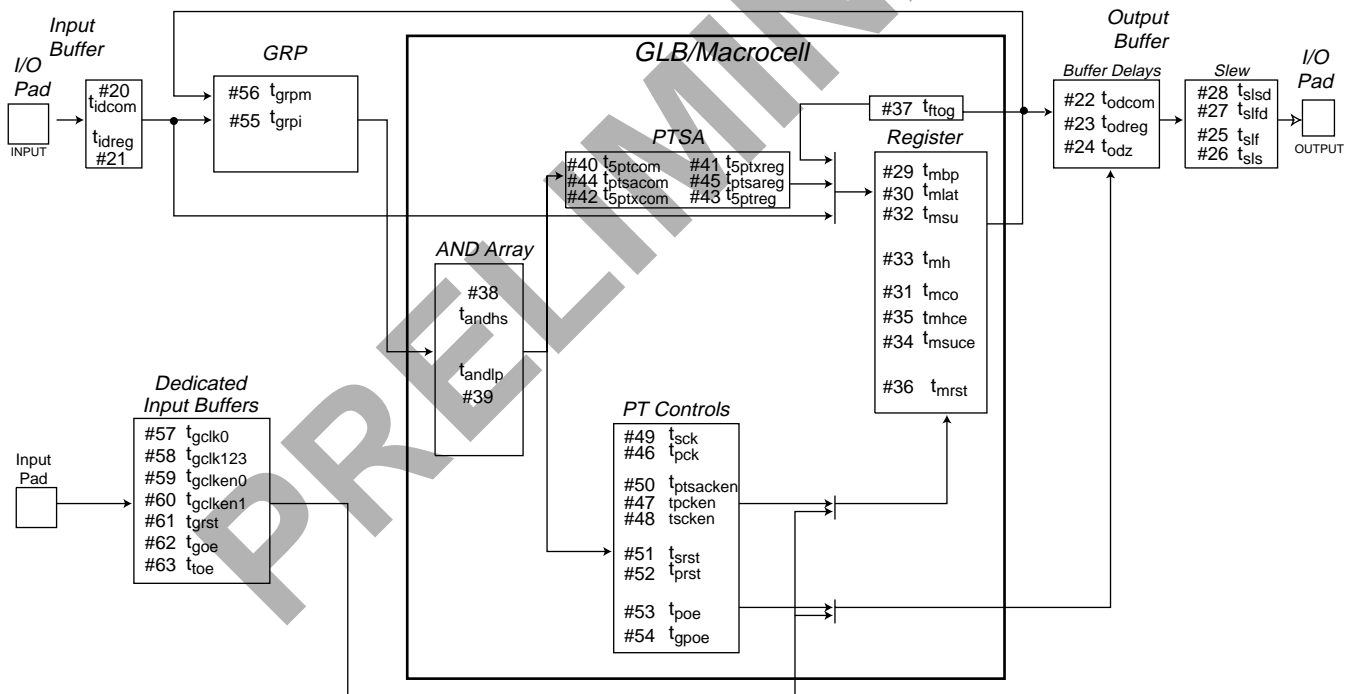 Input
Buffer
I/O
Pad
INPUT
#20
tidcom
tidreg
#21
GRP
#56 tgrpm
#55 tgrpi
GLB/Macrocell
#37 tftog
PTSA
#40 t5ptcom #41 t5ptxreg
#44 tptsacom #45 tptsareg
#42 t5ptxcom #43 t5ptreg
Register
#29 tmbp
#30 tmlat
#32 tmsu
#33 tmh
#31 tmco
#35 tmhce
#34 tmsuce
#36 tmrst
Output
Buffer
Buffer Delays
#22 todcom
#23 todreg
#24 todz
Slew
#28 tslsd
#27 tslfd
#25 tslf
#26 tsls
I/O
Pad
OUTPUT
AND Array
#38
tandhs
tandlp
#39
Dedicated
Input Buffers
Input
Pad
#57 tgclk0
#58 tgclk123
#59 tgclken0
#60 tgclken1
#61 tgrst
#62 tgoe
#63 ttoe
PT Controls
#49 tsck
#46 tpck
#50 tptsacken
#47 tpcken
#48 tscken
#51 tsrst
#52 tprst
#53 tpoe
#54 tgpoe
PRELIMIN